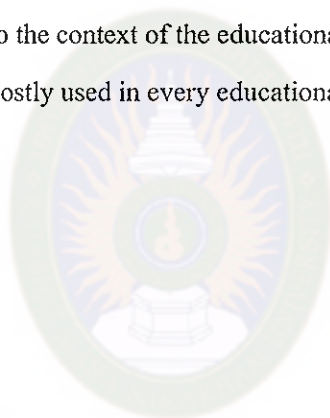 the context of the educationa
ostly used in every educationa